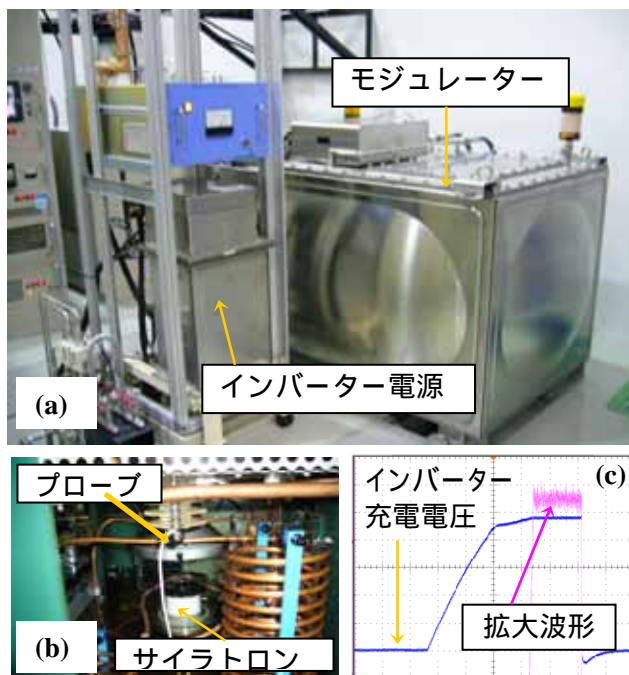 モジュレーター
インバーター電源
(a)
プローブ
サイラトロン
(b)
インバーター
充電電圧
(c)
拡大波形